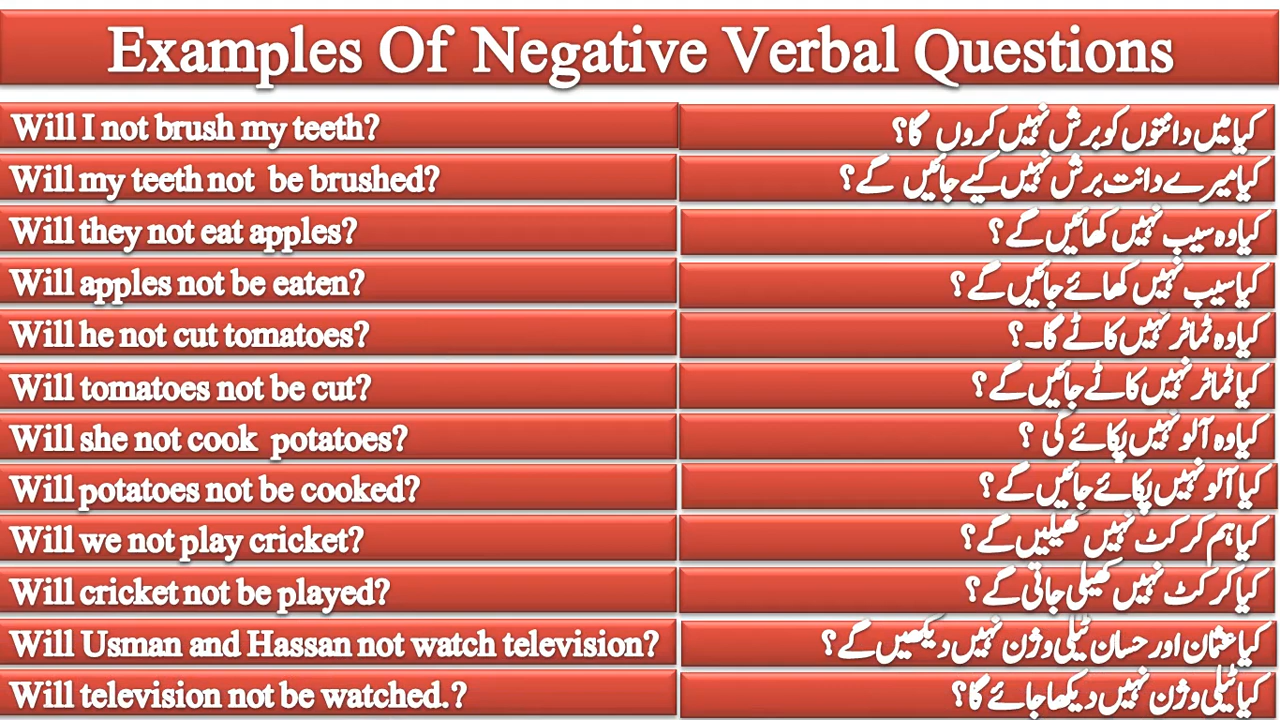 Examples Of Negative Verbal Questions
Will I not brush my teeth? کیا میں دانتوں کو برش نہیں کروں گا؟
Will my teeth not be brushed? کیا میرے دانت برش نہیں کیے جائیں گے؟
Will they not eat apples? کیا وہ سیب نہیں کھائیں گے؟
Will apples not be eaten? کیا سیب نہیں کھائے جائیں گے؟
Will he not cut tomatoes? کیا وہ ٹماٹر نہیں کاٹے گا۔؟
Will tomatoes not be cut? کیا ٹماٹر نہیں کاٹے جائیں گے؟
Will she not cook potatoes? کیا وہ آلو نہیں پکائے گی ؟
Will potatoes not be cooked? کیا آلو نہیں پکائے جائیں گے؟
Will we not play cricket? کیا ہم کرکٹ نہیں کھیلیں گے؟
Will cricket not be played? کیا کرکٹ نہیں کھیلی جاتی گے؟
Will Usman and Hassan not watch television? کیا عثمان اور حسان ٹیلی وژن نہیں دیکھیں گے؟
Will television not be watched.? کیا ٹیلی وژن نہیں دیکھا جائے گا؟